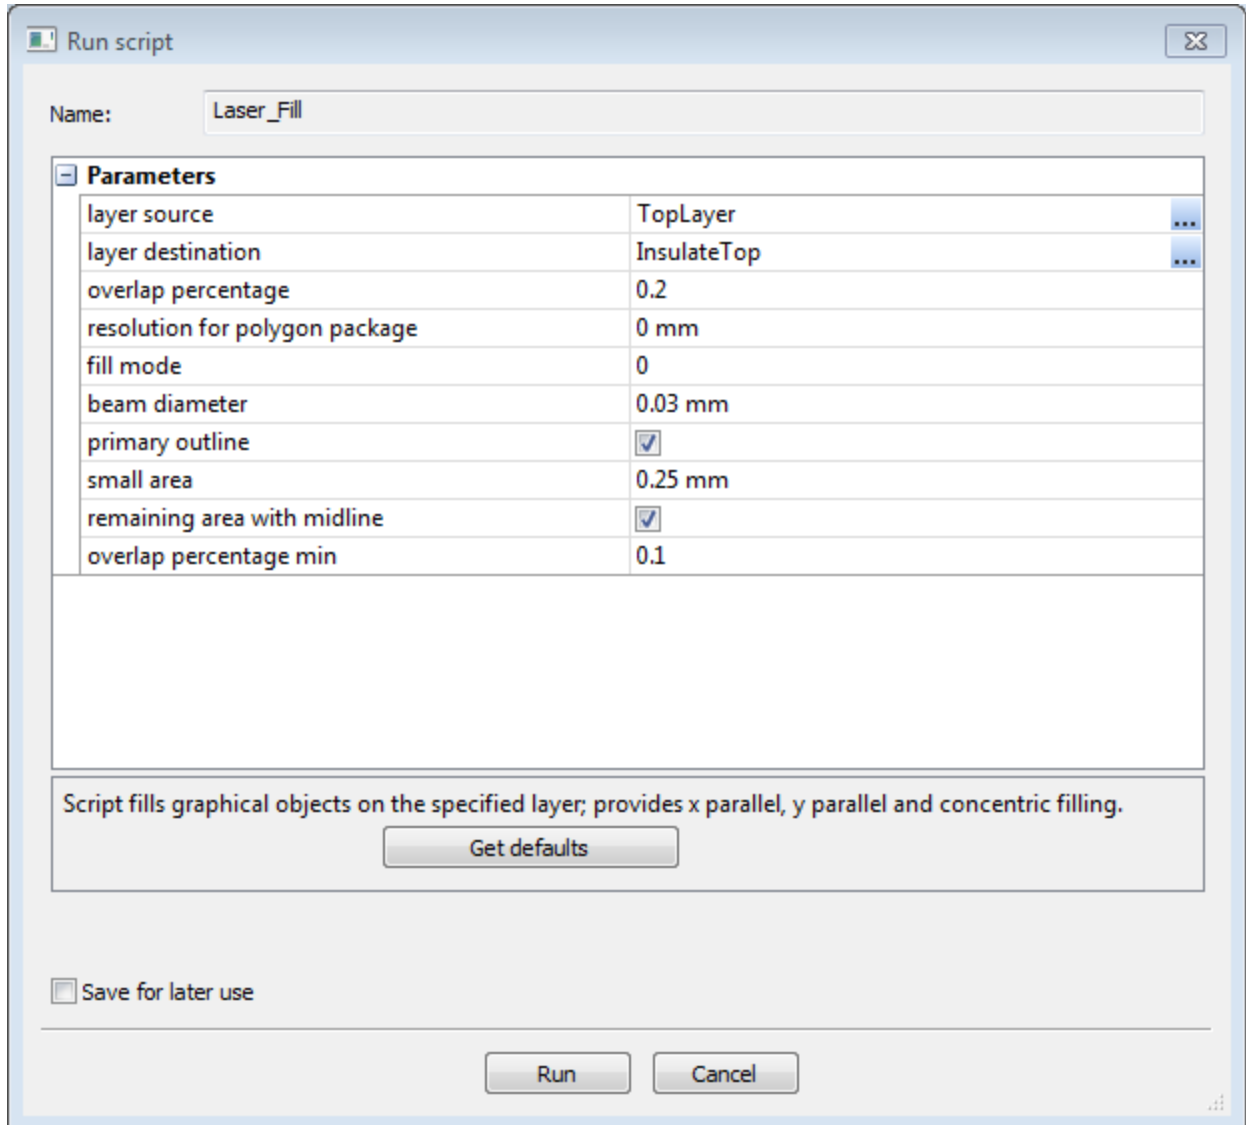 Run script
Name: Laser_Fill
Parameters
layer source TopLayer ...
layer destination InsulateTop ...
overlap percentage 0.2
resolution for polygon package 0 mm
fill mode 0
beam diameter 0.03 mm
primary outline
small area 0.25 mm
remaining area with midline
overlap percentage min 0.1
Script fills graphical objects on the specified layer; provides x parallel, y parallel and concentric filling.
Get defaults
Save for later use
Run Cancel